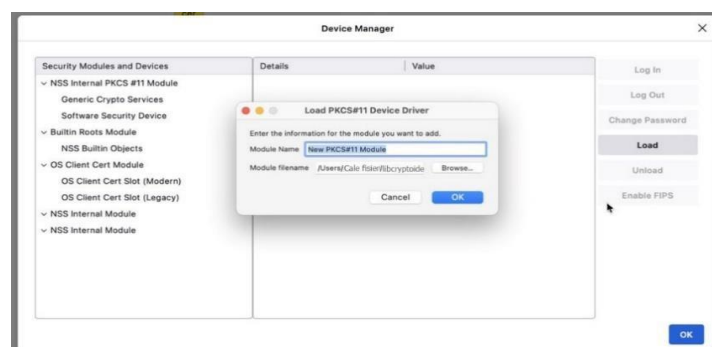 Device Manager
Security Modules and Devices
Details
Value
NSS Internal PKCS #11 Module
Generic Crypto Services
Software Security Device
Builtin Roots Module
NSS Builtin Objects
OS Client Cert Module
OS Client Cert Slot (Modern)
OS Client Cert Slot (Legacy)
NSS Internal Module
NSS Internal Module
Load PKCS#11 Device Driver
Enter the information for the module you want to add.
Module Name New PKCS#11 Module
Module filename /Users/Cale fisier/libcryptoide Browse...
Cancel OK
Log In
Log Out
Change Password
Load
Unload
Enable FIPS
OK